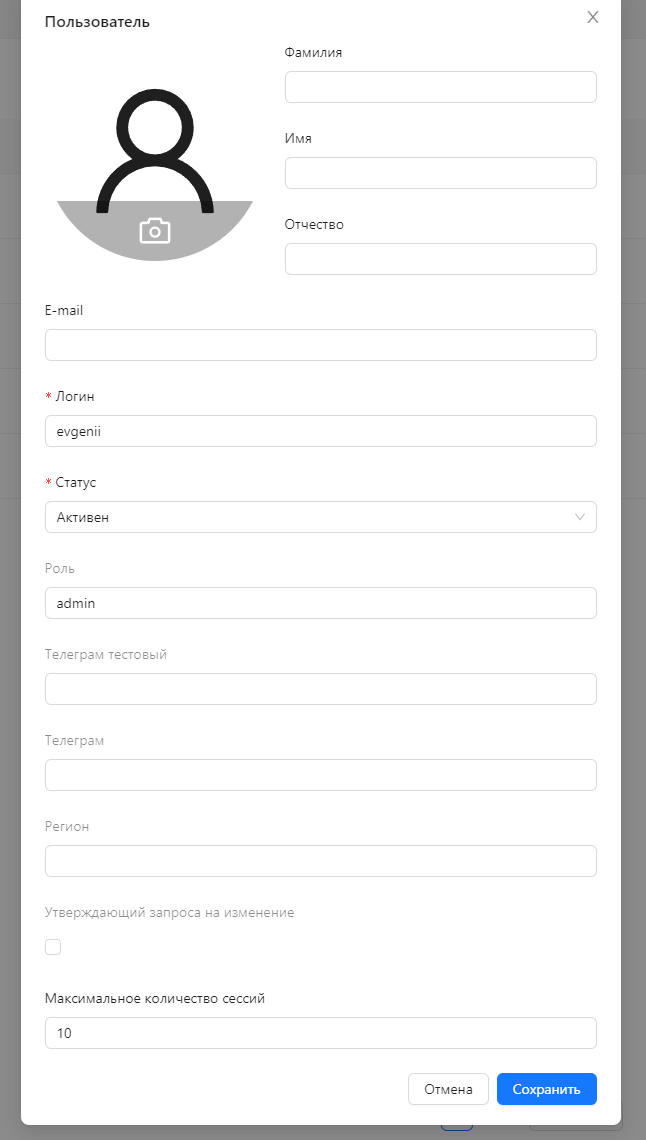 Пользователь
Фамилия
Имя
Отчество
E-mail
* Логин
evgenii
* Статус
Активен
Роль
admin
Телеграм тестовый
Телеграм
Регион
Утверждающий запроса на изменение
Максимальное количество сессий
10
Отмена
Сохранить